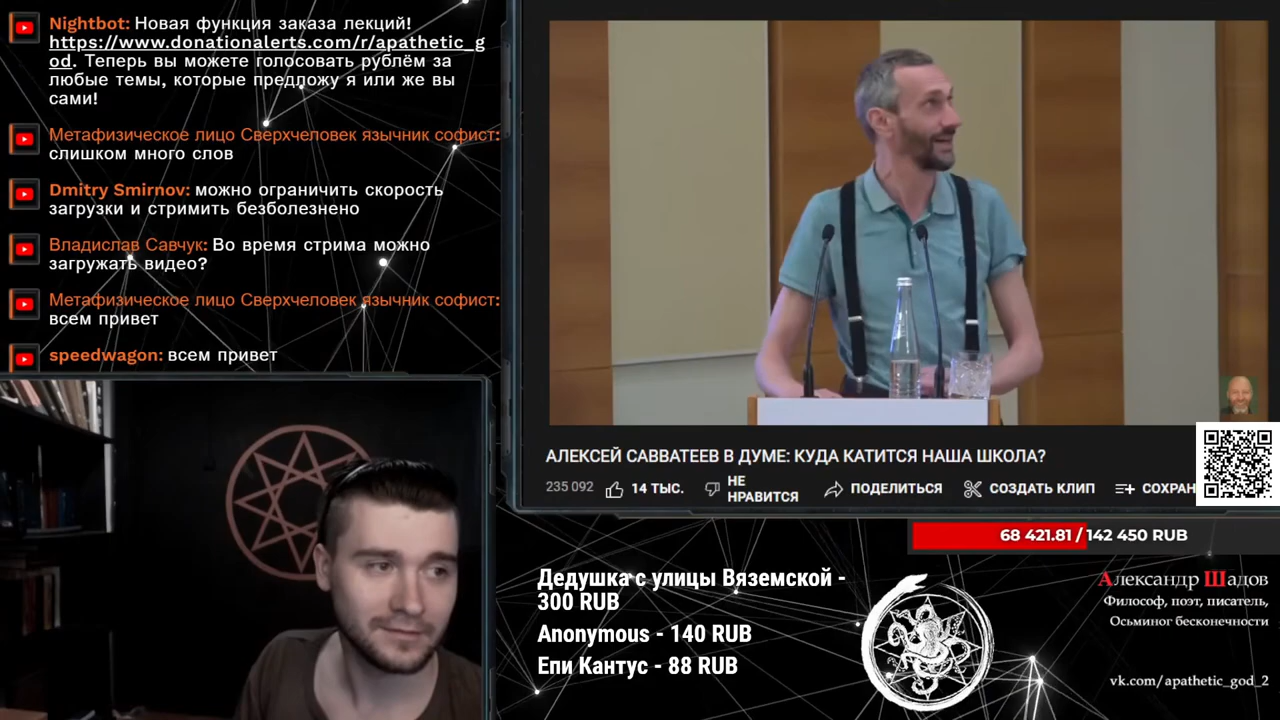 Nightbot: Новая функция заказа лекций!
https://www.donationalerts.com/r/apathetic_g
od. Теперь вы можете голосовать рублём за
любые темы, которые предложу я или же вы
сами!
Метафизическое лицо Сверхчеловек язычник софист:
слишком много слов
Dmitry Smirnov: можно ограничить скорость
загрузки и стримить безболезнено
Владислав Савчук: Во время стрима можно
загружать видео?
Метафизическое лицо Сверхчеловек язычник софист:
всем привет
speedwagon: всем привет
АЛЕКСЕЙ САВВАТЕЕВ В ДУМЕ: КУДА КАТИТСЯ НАША ШКОЛА?
235 092 14 ТЫС. НЕ
НРАВИТСЯ ПОДЕЛИТЬСЯ СОЗДАТЬ КЛИП СОХРАН
68 421.81 / 142 450 RUB
Дедушка с улицы Вяземской -
300 RUB
Anonymous - 140 RUB
Епи Кантус - 88 RUB
Александр Шадов
Философ, поэт, писатель,
Осьминог бесконечности
vk.com/apathetic_god_2